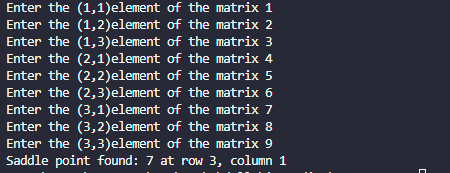 Enter the (1,1)element of the matrix 1
Enter the (1,2)element of the matrix 2
Enter the (1,3)element of the matrix 3
Enter the (2,1)element of the matrix 4
Enter the (2,2)element of the matrix 5
Enter the (2,3)element of the matrix 6
Enter the (3,1)element of the matrix 7
Enter the (3,2)element of the matrix 8
Enter the (3,3)element of the matrix 9
Saddle point found: 7 at row 3, column 1